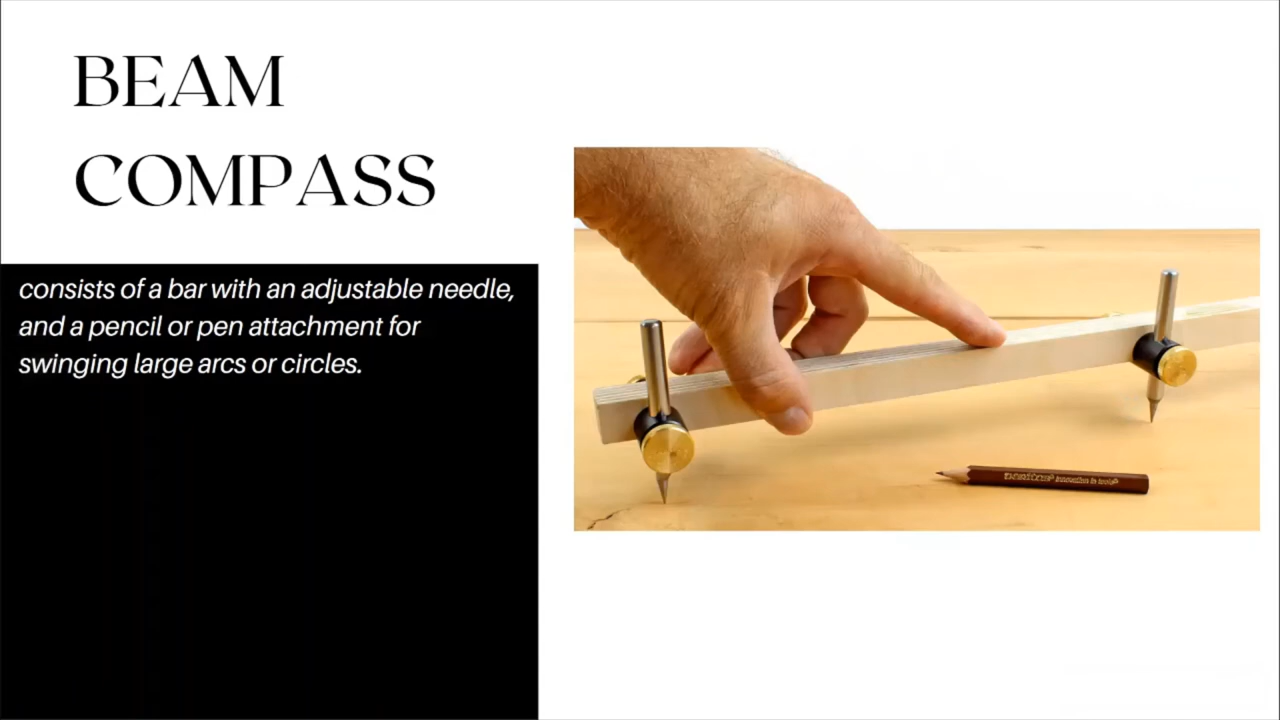 BEAM
COMPASS
consists of a bar with an adjustable needle,
and a pencil or pen attachment for
swinging large arcs or circles.